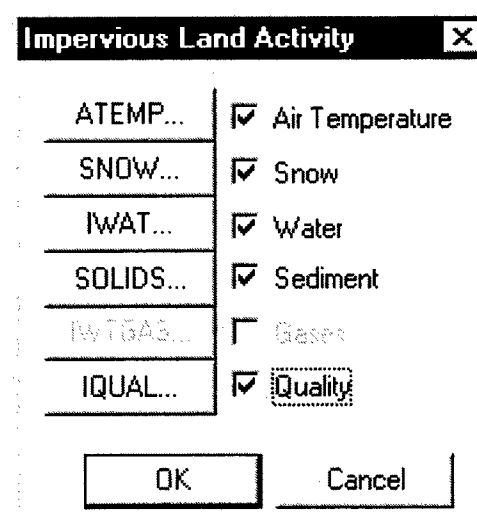 Impervious Land Activity
ATEMP... Air Temperature
SNOW... Snow
IWAT... Water
SOLIDS... Sediment
IWTGAS... Gases
IQUAL... Quality
OK Cancel